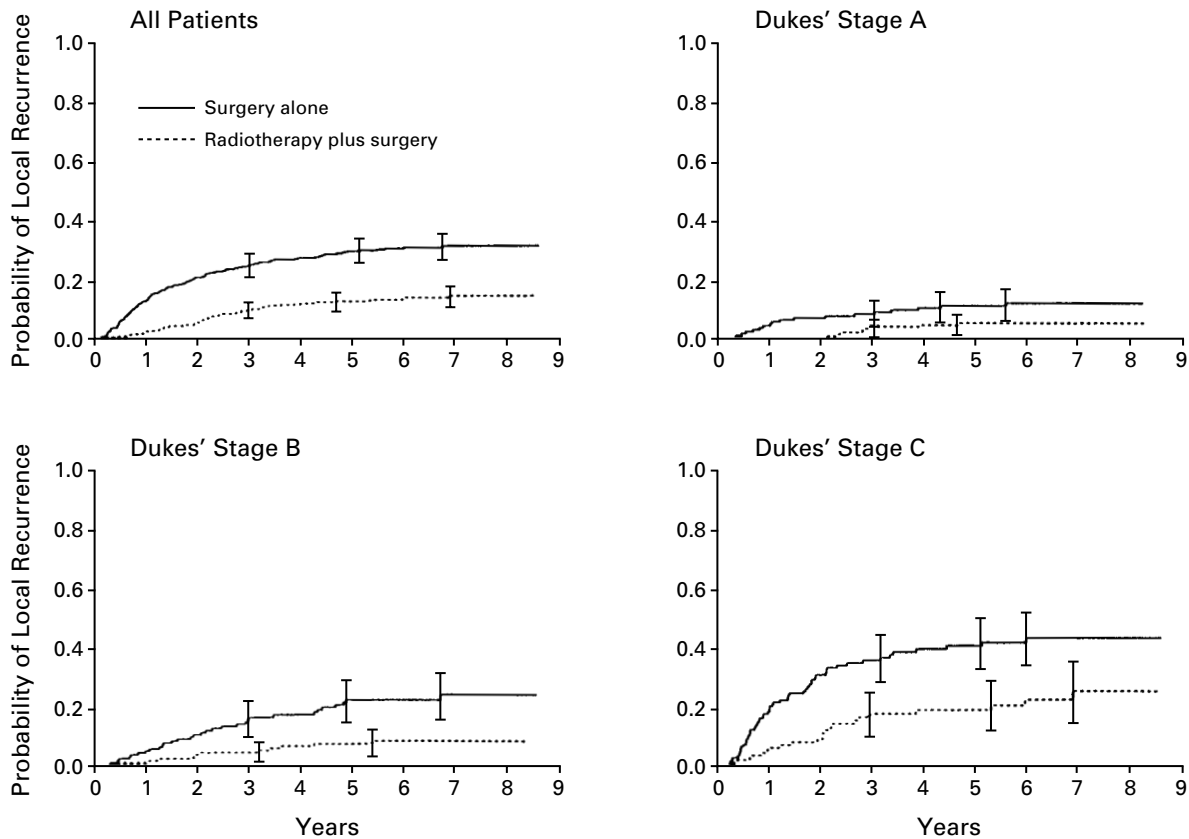 All Patients
Probability of Local Recurrence
1.0
0.8
0.6
0.4
0.2
0.0
0 1 2 3 4 5 6 7 8 9
Surgery alone
Radiotherapy plus surgery
Dukes’ Stage A
1.0
0.8
0.6
0.4
0.2
0.0
0 1 2 3 4 5 6 7 8 9
Dukes’ Stage B
Probability of Local Recurrence
1.0
0.8
0.6
0.4
0.2
0.0
0 1 2 3 4 5 6 7 8 9
Years
Dukes’ Stage C
1.0
0.8
0.6
0.4
0.2
0.0
0 1 2 3 4 5 6 7 8 9
Years